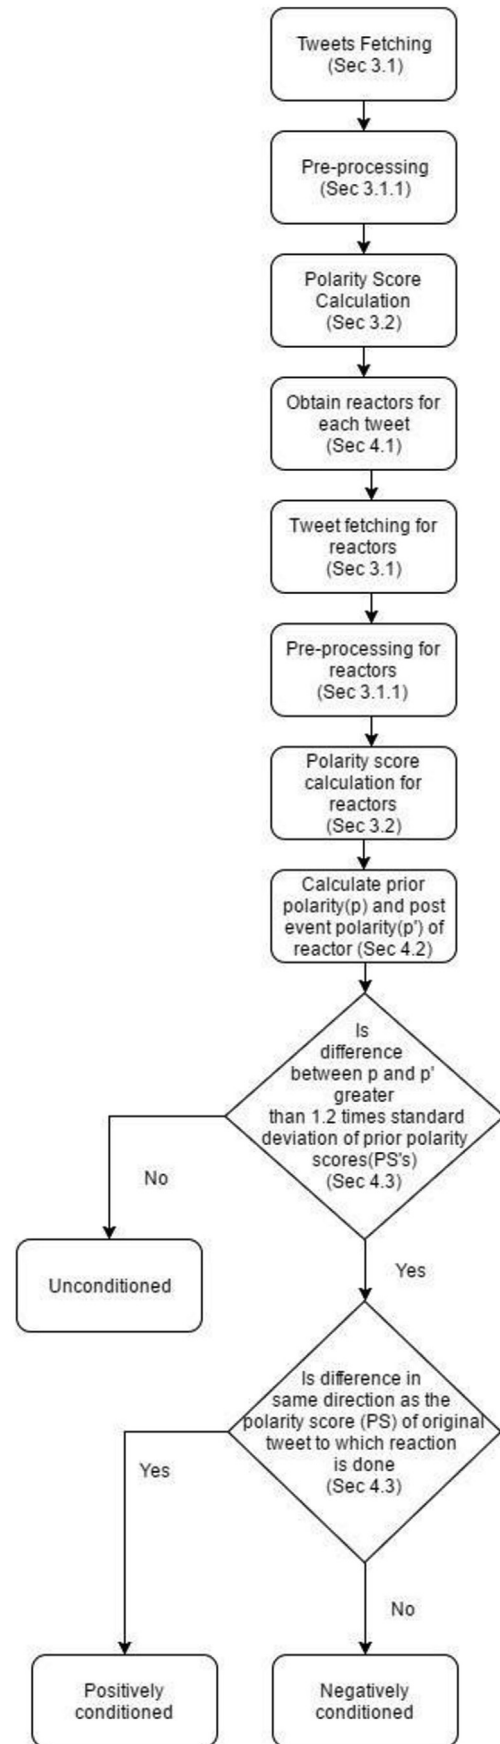 Tweets Fetching
(Sec 3.1)
Pre-processing
(Sec 3.1.1)
Polarity Score
Calculation
(Sec 3.2)
Obtain reactors for
each tweet
(Sec 4.1)
Tweet fetching for
reactors
(Sec 3.1)
Pre-processing for
reactors
(Sec 3.1.1)
Polarity score
calculation for
reactors
(Sec 3.2)
Calculate prior
polarity(p) and post
event polarity(p') of
reactor (Sec 4.2)
Is
difference
between p and p'
greater
than 1.2 times standard
deviation of prior polarity
scores(PS's)
(Sec 4.3)
No
Unconditioned
Yes
Is difference in
same direction as the
polarity score (PS) of original
tweet to which reaction
is done
(Sec 4.3)
Yes
No
Positively
conditioned
Negatively
conditioned